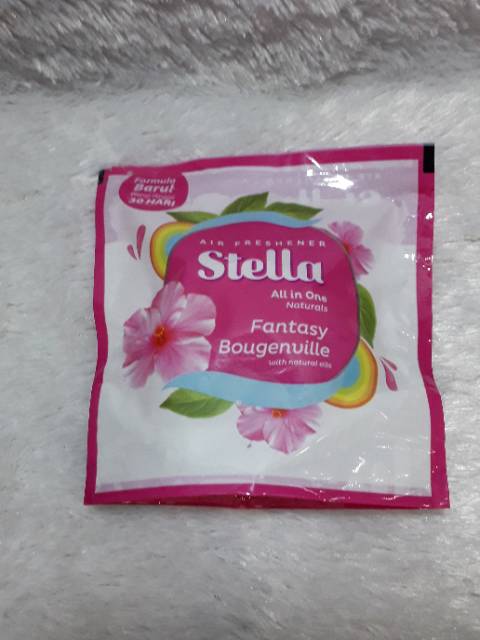 Formula
Baru!
30 HARI
AIR FRESHENER
Stella
All in One
Naturals
Fantasy
Bougenville
with natural oils